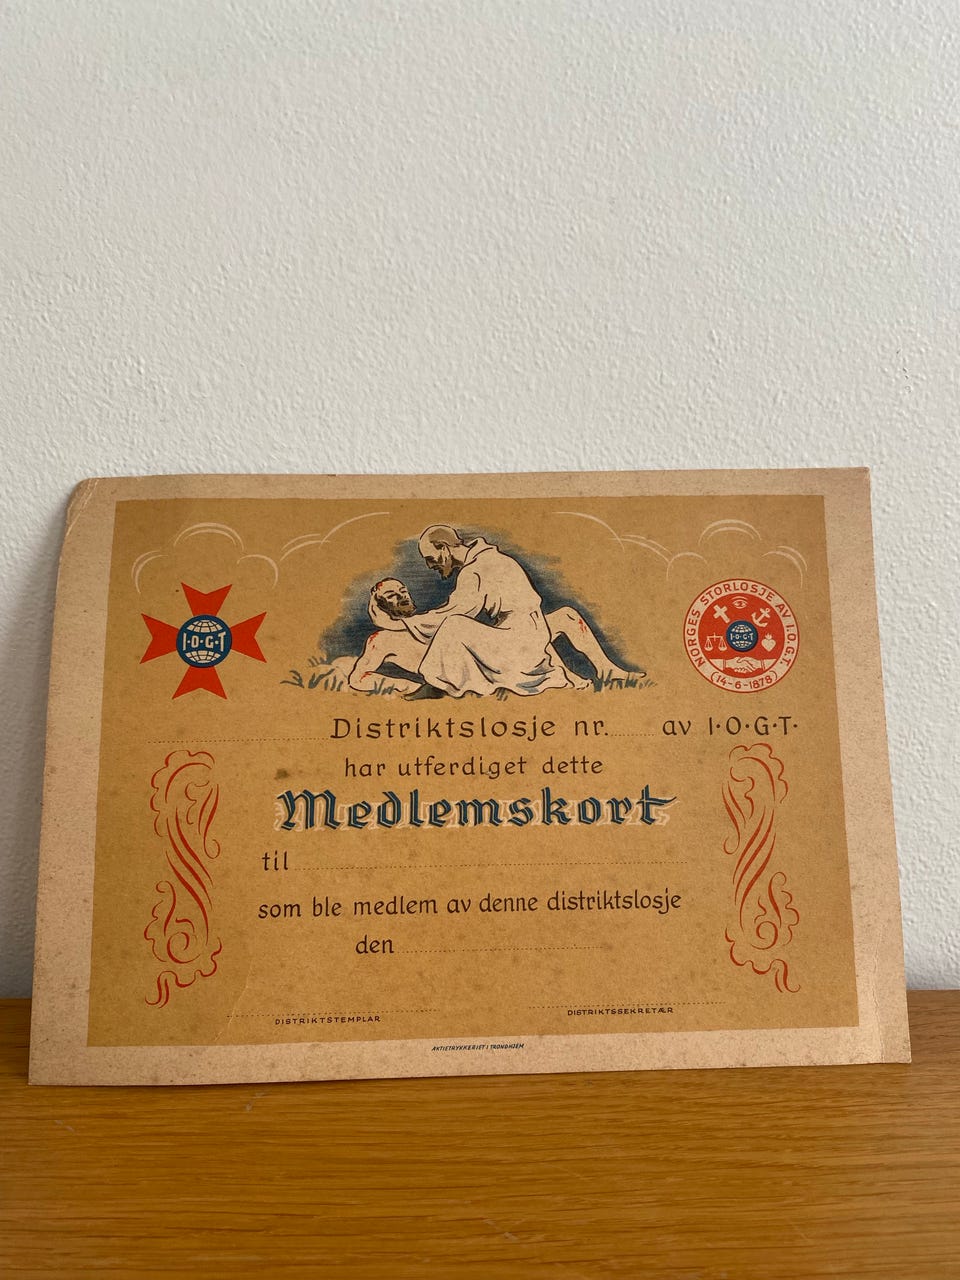 I·O·G·T
NORGES STORLOSJE AV I.O.G.T.
I·O·G·T
(14-6-1878)
Distriktslosje nr. av I·O·G·T·
har utferdiget dette
Medlemskort
til
som ble medlem av denne distriktslosje
den
DISTRIKTSTEMPLAR
DISTRIKTSSEKRETÆR
AKTIETRYKKERIET I TRONDHJEM